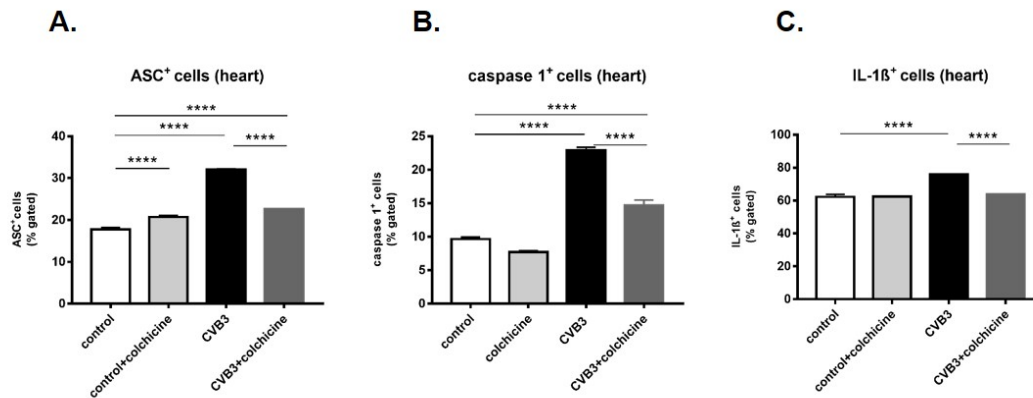 A.
ASC⁺ cells (heart)
****
****
****
****
ASC⁺cells
(% gated)
40
30
20
10
0
control
control+colchicine
CVB3
CVB3+colchicine
B.
caspase 1⁺ cells (heart)
****
****
****
caspase 1⁺ cells
(% gated)
25
20
15
10
5
0
control
colchicine
CVB3
CVB3+colchicine
C.
IL-1ß⁺ cells (heart)
****
****
IL-1ß⁺ cells
(% gated)
100
80
60
40
20
0
control
control+colchicine
CVB3
CVB3+colchicine